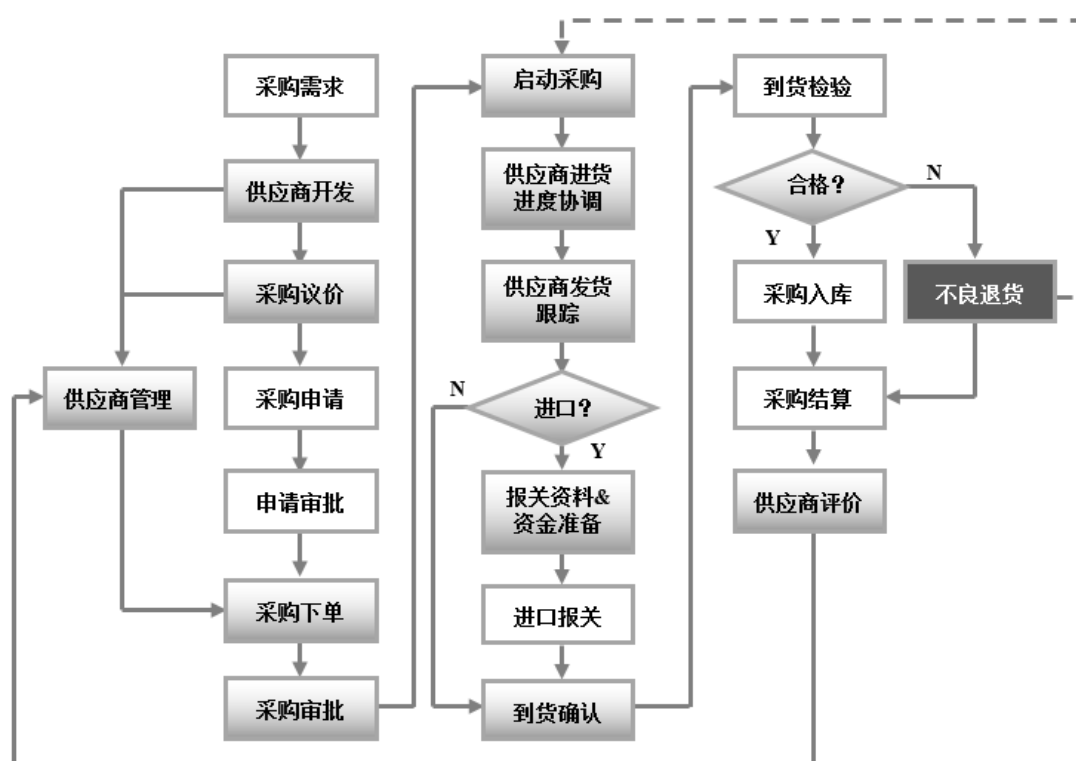 采购需求
供应商开发
采购议价
供应商管理
采购申请
申请审批
采购下单
采购审批
启动采购
供应商进货
进度协调
供应商发货
跟踪
N
进口?
Y
报关资料&
资金准备
进口报关
到货确认
到货检验
合格?
N
Y
采购入库
不良退货
采购结算
供应商评价